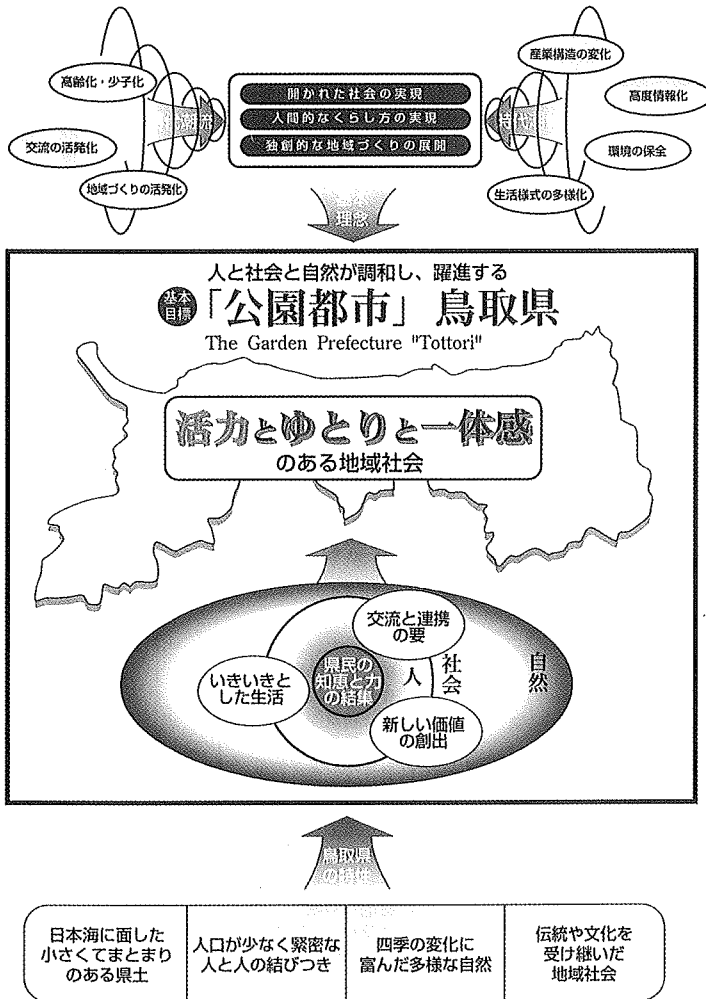 高齢化・少子化
交流の活発化
地域づくりの活発化
潮流
開かれた社会の実現
人間的なくらし方の実現
独創的な地域づくりの展開
時代
産業構造の変化
高度情報化
環境の保全
生活様式の多様化
理念
人と社会と自然が調和し、躍進する
基本
目標
「公園都市」鳥取県
The Garden Prefecture "Tottori"
活力とゆとりと一体感
のある地域社会
交流と連携
の要
いきいきと
した生活
県民の
知恵と力
の結集
人
社会
自然
新しい価値
の創出
鳥取県
の特性
日本海に面した
小さくてまとまり
のある県土
人口が少なく緊密な
人と人の結びつき
四季の変化に
富んだ多様な自然
伝統や文化を
受け継いだ
地域社会